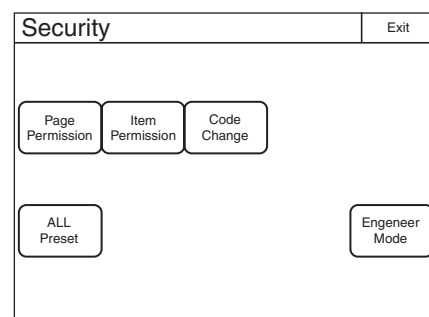 Security
Exit
Page
Permission
Item
Permission
Code
Change
ALL
Preset
Engeneer
Mode